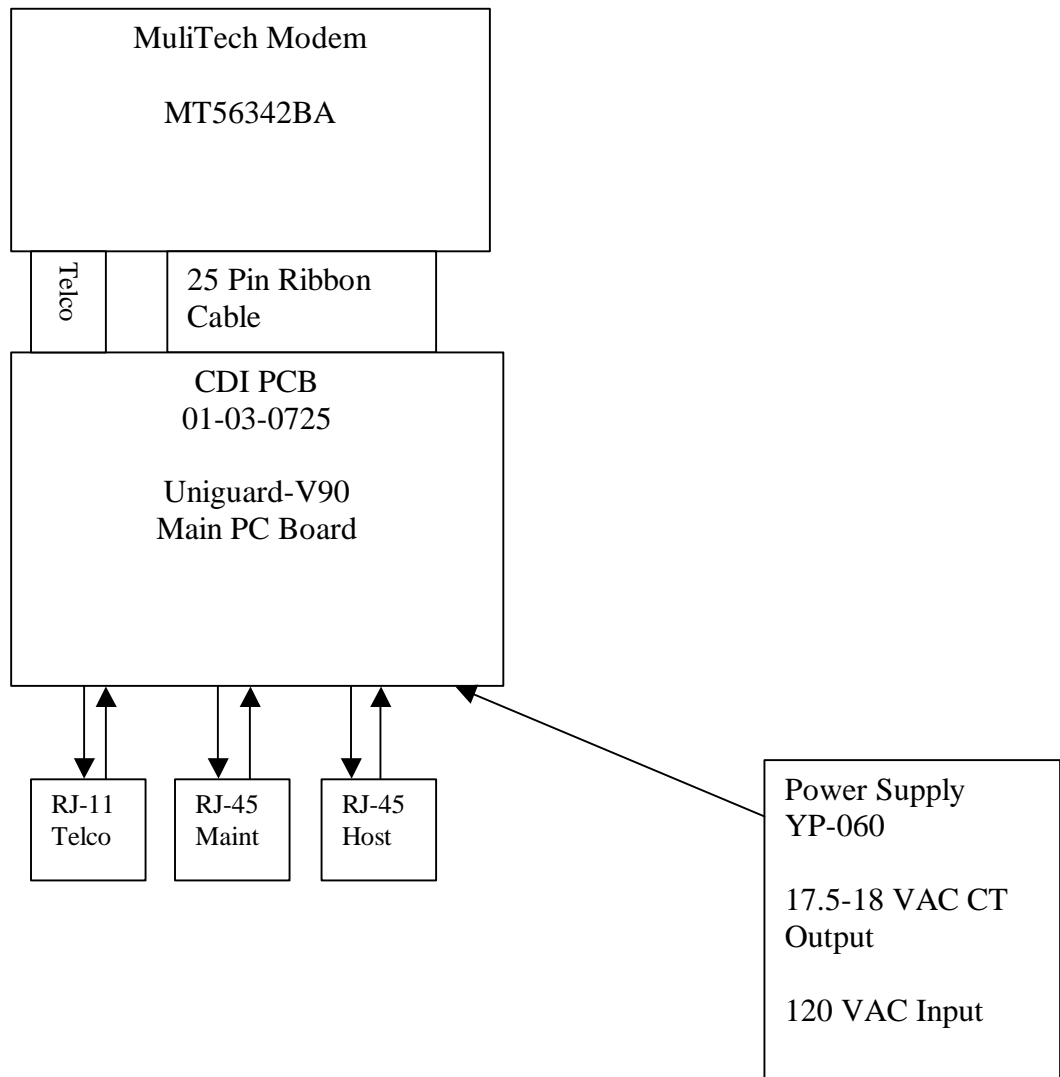 MuliTech Modem
MT56342BA
Telco
25 Pin Ribbon
Cable
CDI PCB
01-03-0725
Uniguard-V90
Main PC Board
RJ-11
Telco
RJ-45
Maint
RJ-45
Host
Power Supply
YP-060
17.5-18 VAC CT
Output
120 VAC Input